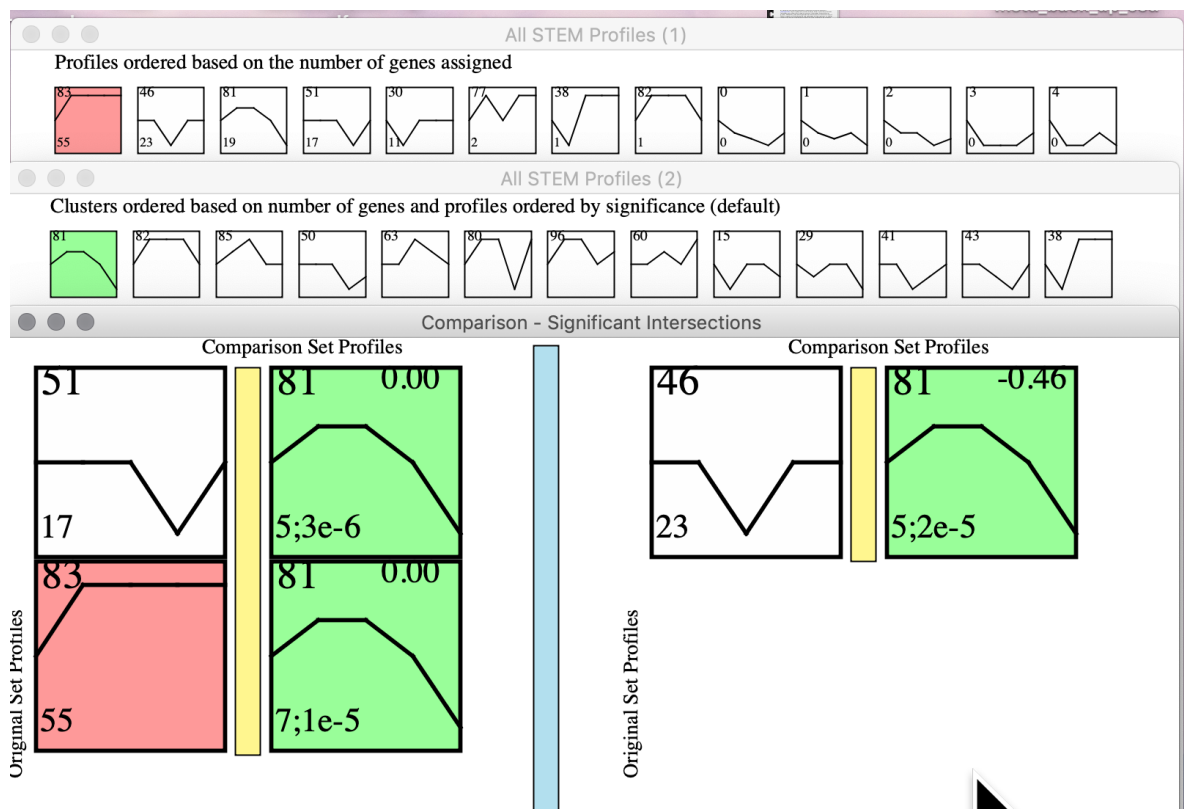 All STEM Profiles (1)
Profiles ordered based on the number of genes assigned
83 46 81 51 30 77 38 82 0 1 2 3 4
55 23 19 17 11 2 1 1 0 0 0 0 0
All STEM Profiles (2)
Clusters ordered based on number of genes and profiles ordered by significance (default)
81 82 85 50 63 80 96 60 15 29 41 43 38
Comparison - Significant Intersections
Comparison Set Profiles
51 81 0.00
17 5;3e-6
83 81 0.00
55 7;1e-5
Original Set Profiles
Comparison Set Profiles
46 81 -0.46
23 5;2e-5
Original Set Profiles